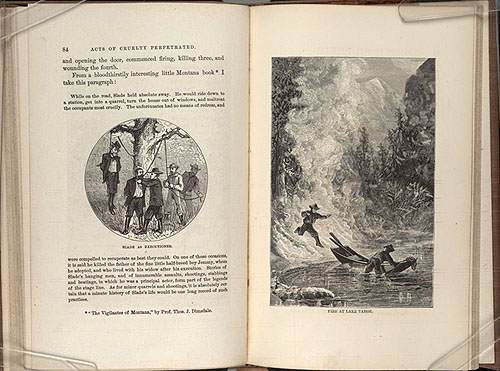 84 ACTS OF CRUELTY PERPETRATED.
and opening the door, commenced firing, killing three, and
wounding the fourth.
From a bloodthirstily interesting little Montana book* I
take this paragraph:
While on the road, Slade held absolute sway. He would ride down to
a station, get into a quarrel, turn the house out of windows, and maltreat
the occupants most cruelly. The unfortunates had no means of redress, and
SLADE AS EXECUTIONER.
were compelled to recuperate as best they could. On one of these occasions,
it is said he killed the father of the fine little half-breed boy Jemmy, whom
he adopted, and who lived with his widow after his execution. Stories of
Slade's hanging men, and of innumerable assaults, shootings, stabbings
and beatings, in which he was a principal actor, form part of the legends
of the stage line. As for minor quarrels and shootings, it is absolutely cer-
tain that a minute history of Slade's life would be one long record of such
practices.
* "The Vigilantes of Montana," by Prof. Thos. J. Dimsdale.
FIRE AT LAKE TAHOE.